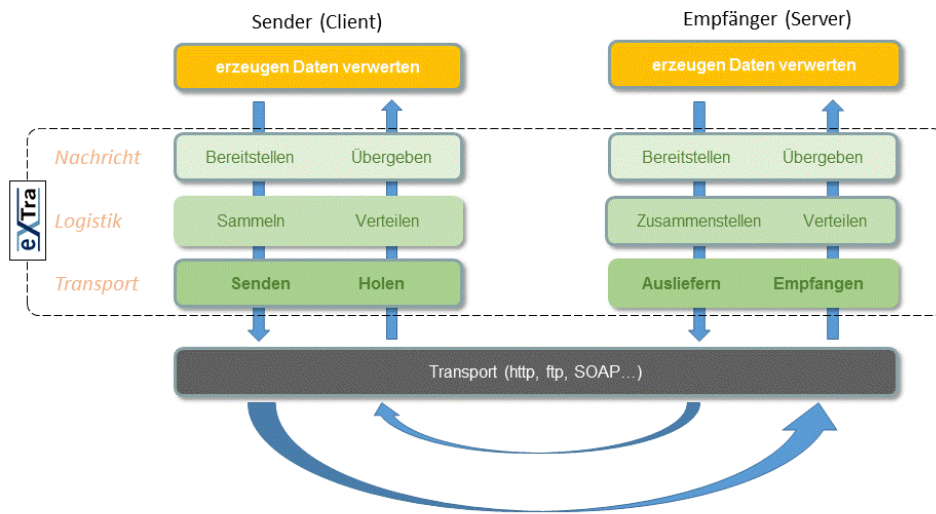 Sender (Client)
Empfänger (Server)
erzeugen Daten verwerten
erzeugen Daten verwerten
Nachricht
Bereitstellen
Übergeben
Bereitstellen
Übergeben
eXTra
Logistik
Sammeln
Verteilen
Zusammenstellen
Verteilen
Transport
Senden
Holen
Ausliefern
Empfangen
Transport (http, ftp, SOAP…)